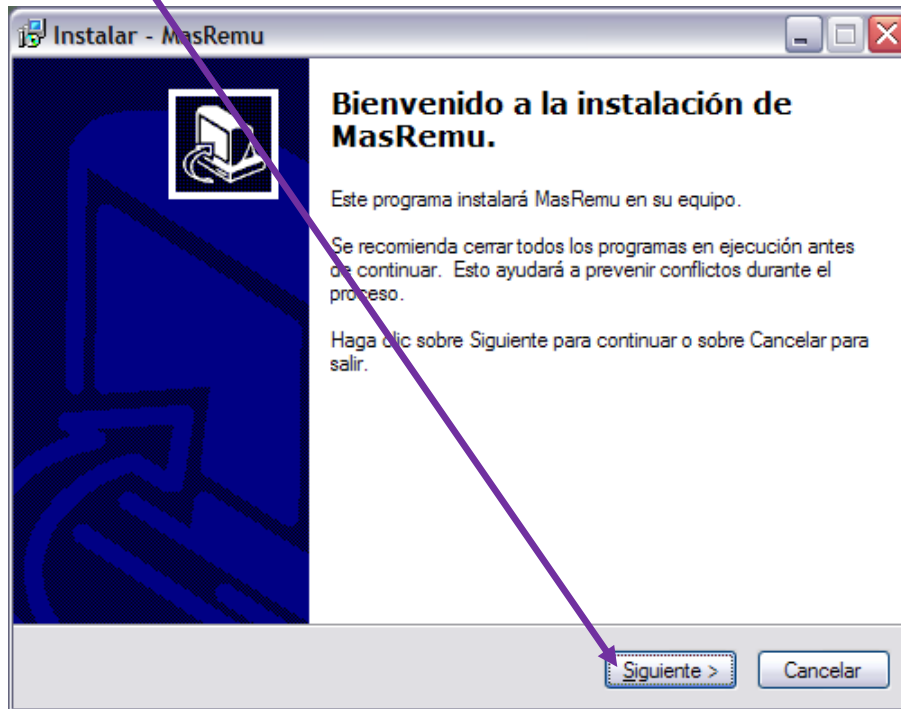 Instalar - MasRemu
Bienvenido a la instalación de
MasRemu.
Este programa instalará MasRemu en su equipo.
Se recomienda cerrar todos los programas en ejecución antes
de continuar. Esto ayudará a prevenir conflictos durante el
proceso.
Haga clic sobre Siguiente para continuar o sobre Cancelar para
salir.
Siguiente >
Cancelar